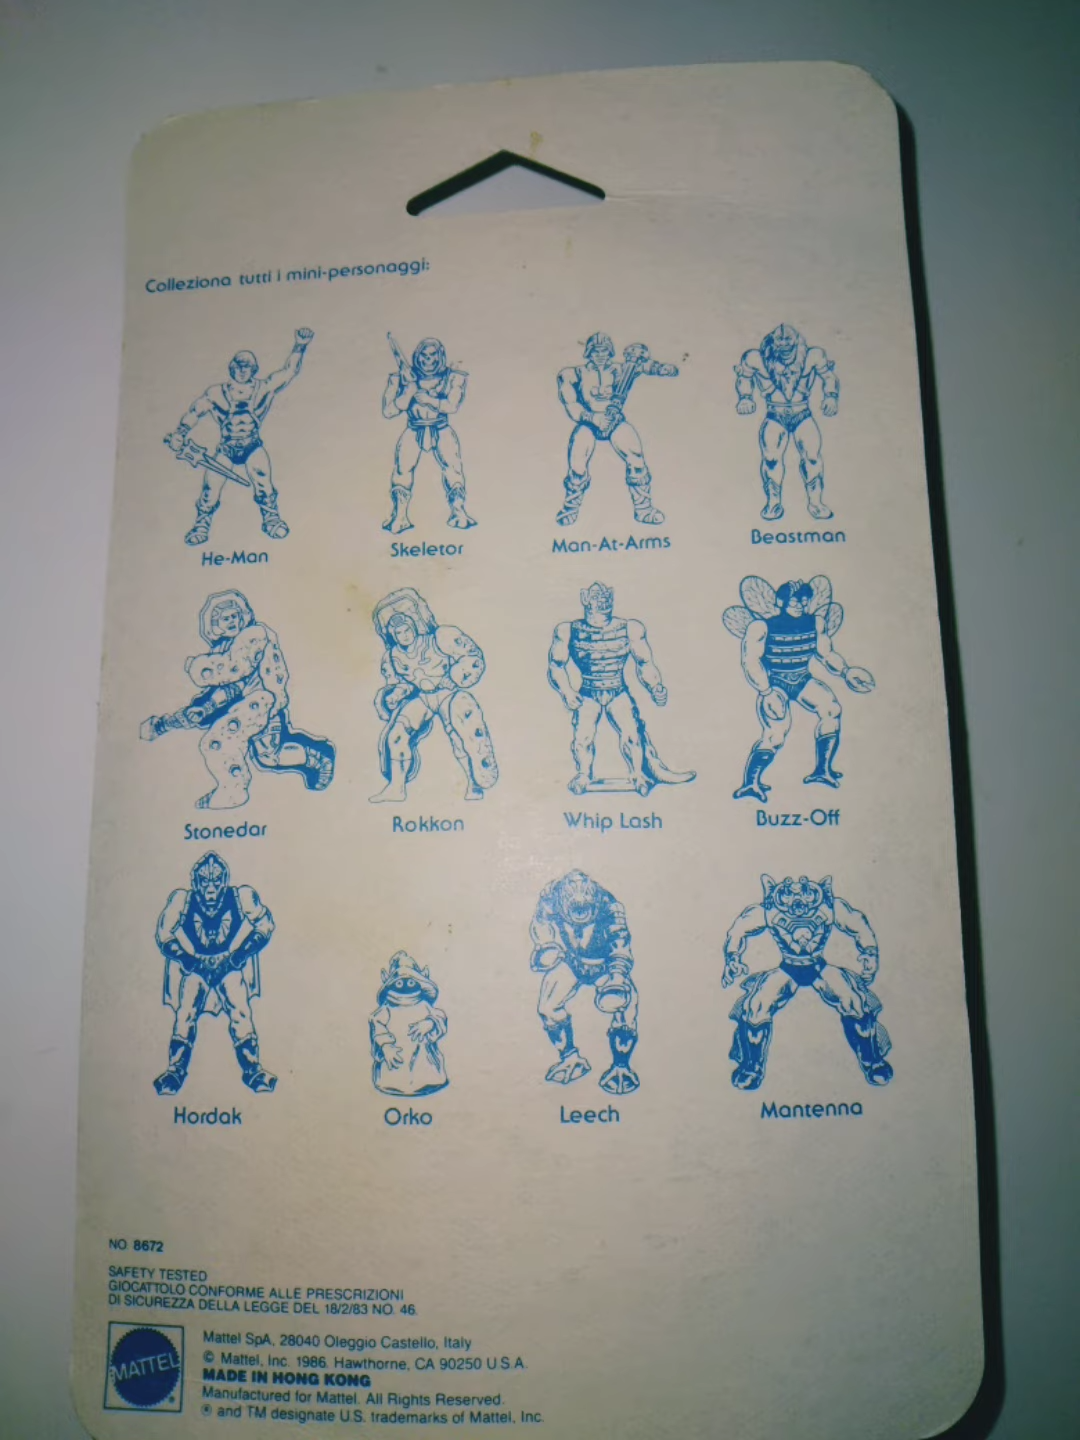 Colleziona tutti i mini-personaggi:
He-Man
Skeletor
Man-At-Arms
Beastman
Stonedar
Rokkon
Whip Lash
Buzz-Off
Hordak
Orko
Leech
Mantenna
NO. 8672
SAFETY TESTED
GIOCATTOLO CONFORME ALLE PRESCRIZIONI
DI SICUREZZA DELLA LEGGE DEL 18/2/83 NO. 46.
MATTEL ®
Mattel SpA, 28040 Oleggio Castello, Italy
© Mattel, Inc. 1986. Hawthorne, CA 90250 U.S.A.
MADE IN HONG KONG
Manufactured for Mattel. All Rights Reserved.
® and TM designate U.S. trademarks of Mattel, Inc.